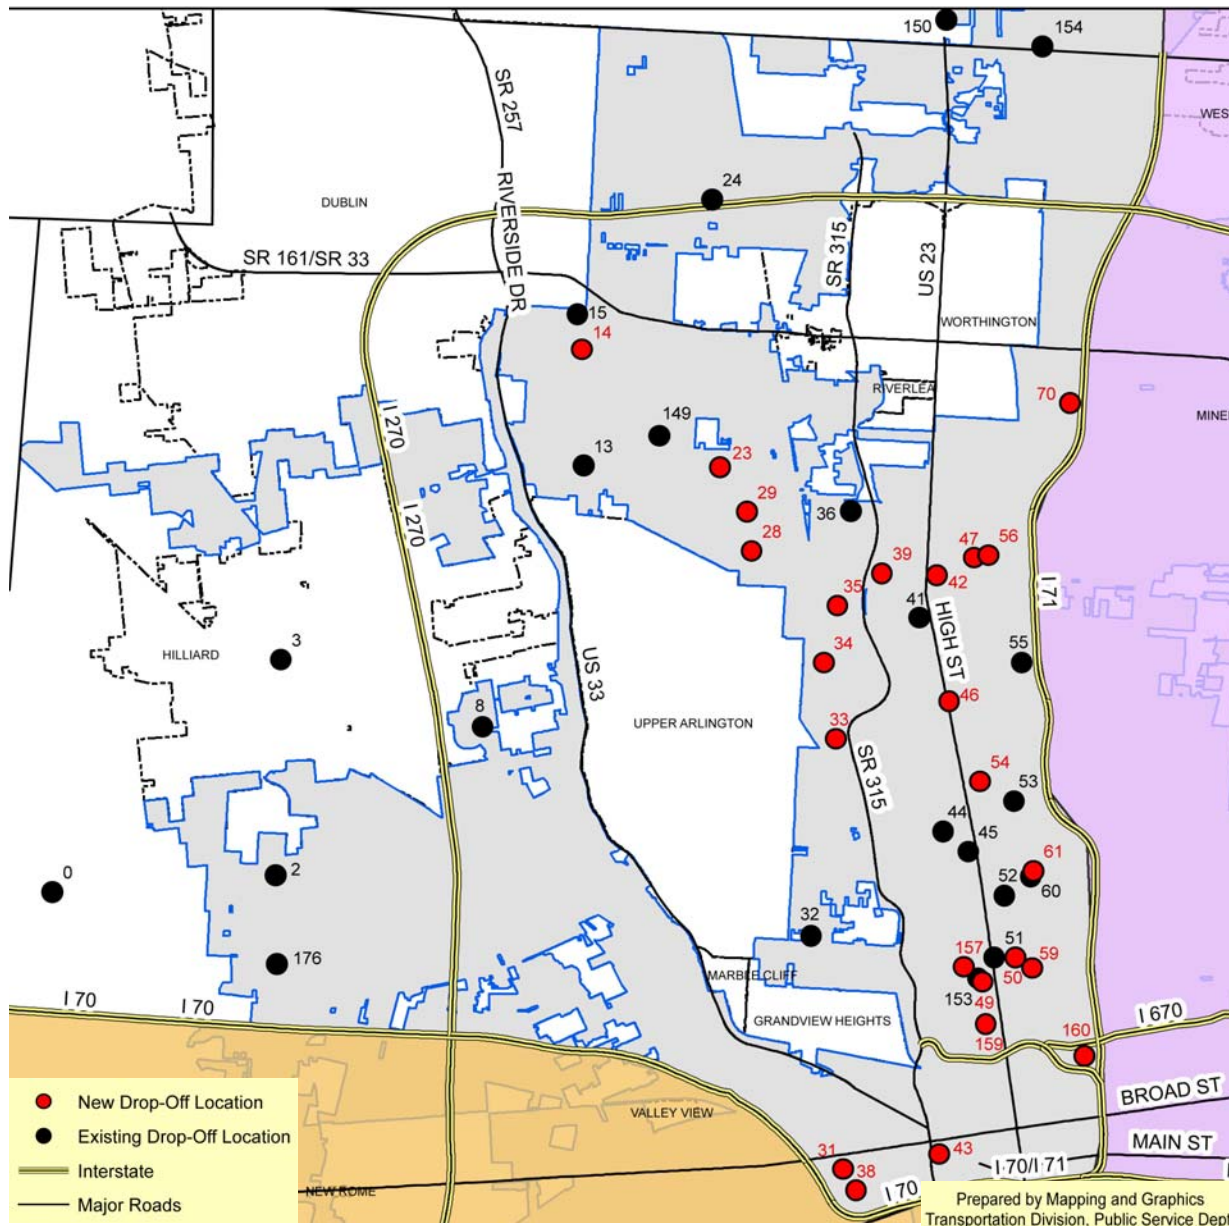 150
154
SR 257
WES
24
RIVERSIDE DR
DUBLIN
SR 315
US 23
SR 161/SR 33
15
14
WORTHINGTON
RIVERLEA
70
MINE
I 270
149
13
23
29
36
28
I 270
47
56
39
42
I 71
35
41
HIGH ST
55
3
HILLIARD
34
US 33
46
8
UPPER ARLINGTON
33
SR 315
54
53
44
45
61
2
52
60
0
32
176
157
51
59
50
MARBLE CLIFF
153
49
I 70
I 70
GRANDVIEW HEIGHTS
159
160
I 670
BROAD ST
VALLEY VIEW
MAIN ST
31
43
I 70/I 71
38
I 70
NEW ROME
New Drop-Off Location
Existing Drop-Off Location
Interstate
Major Roads
Prepared by Mapping and Graphics
Transportation Division, Public Service Dept